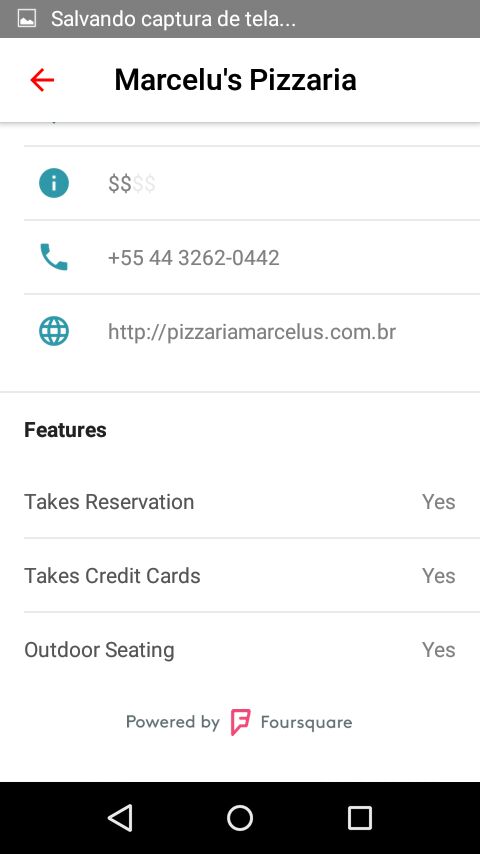 Salvando captura de tela...
Marcelu's Pizzaria
$$$$
+55 44 3262-0442
http://pizzariamarcelus.com.br
Features
Takes Reservation Yes
Takes Credit Cards Yes
Outdoor Seating Yes
Powered by Foursquare